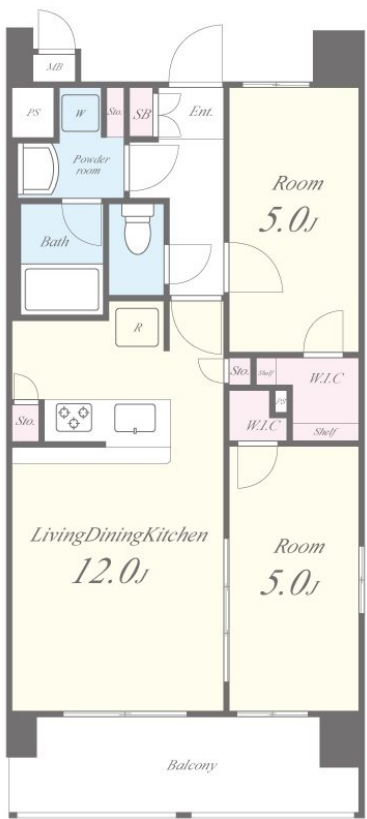 MB
PS
W
Sto.
SB
Ent.
Powder
room
Room
5.0J
Bath
R
Sto.
Shelf
W.I.C
PS
W.I.C
Shelf
Sto.
LivingDiningKitchen
12.0J
Room
5.0J
Balcony